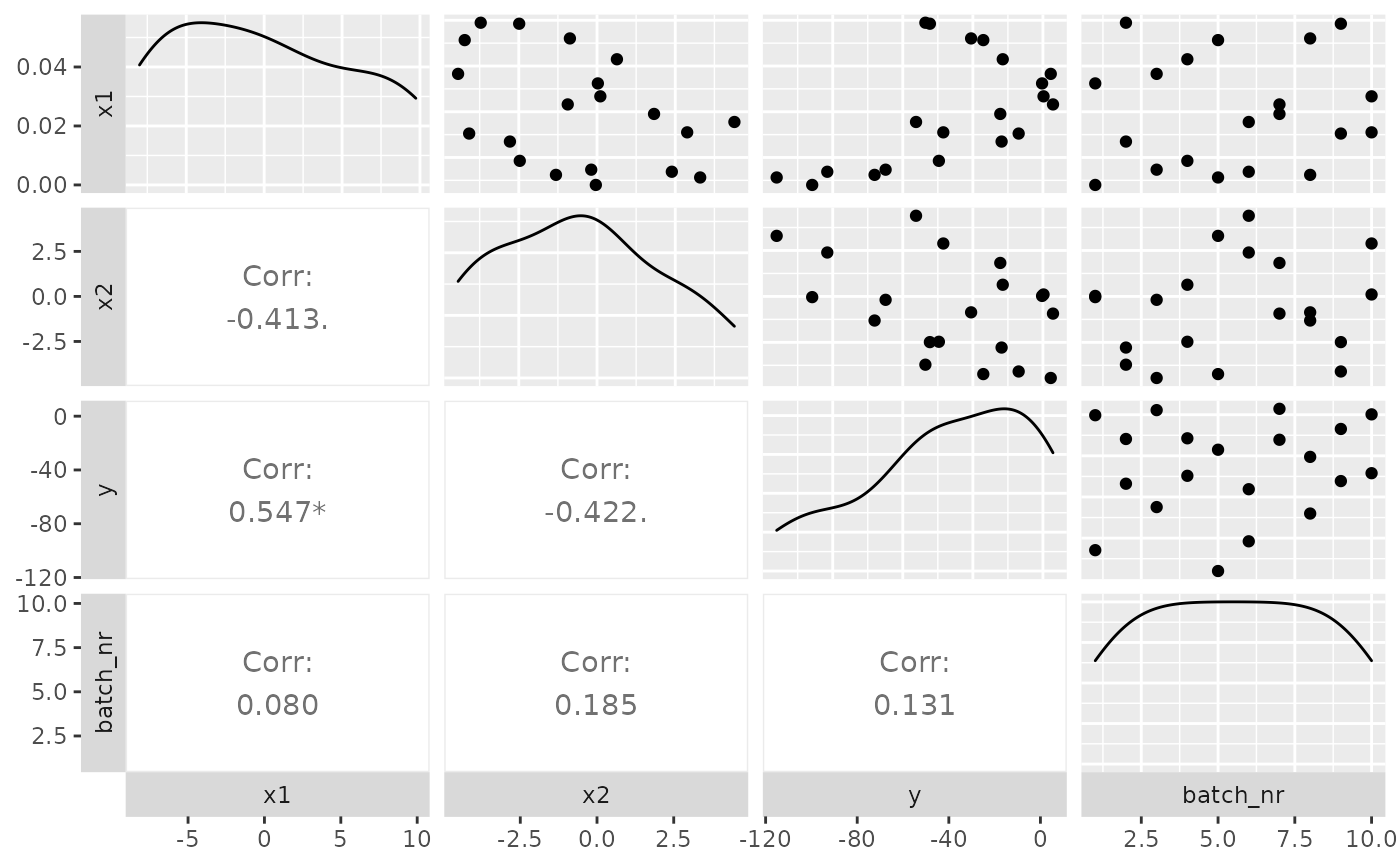 0.04
0.02
0.00
x1
2.5
0.0
-2.5
x2
Corr:
-0.413.
0
-40
-80
-120
y
Corr:
0.547*
Corr:
-0.422.
10.0
7.5
5.0
2.5
batch_nr
Corr:
0.080
Corr:
0.185
Corr:
0.131
x1 x2 y batch_nr
-5 0 5 10 -2.5 0.0 2.5 -120 -80 -40 0 2.5 5.0 7.5 10.0